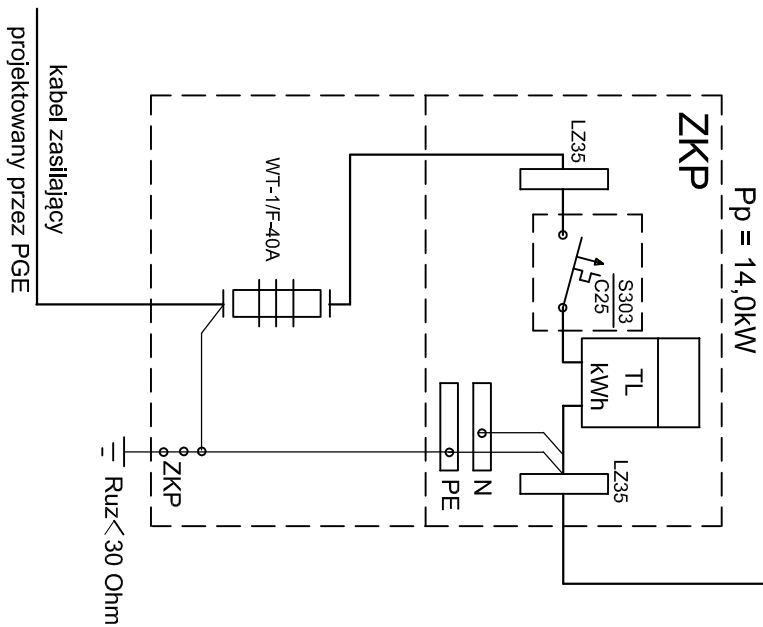 Pp = 14,0kW
ZKP
LZ35
S303
C25
TL
kWh
LZ35
N
PE
WT-1/F-40A
ZKP
Ruz<30 Ohm
kabel zasilający
projektowany przez PGE